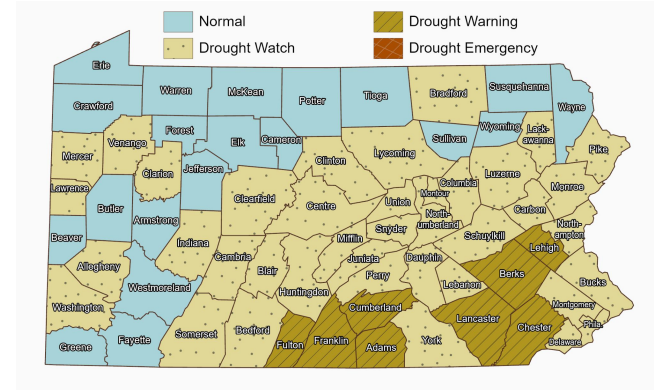 Normal
Drought Warning
Drought Watch
Drought Emergency
Erie
Warren
McKean
Potter
Tioga
Bradford
Susquehanna
Wayne
Crawford
Forest
Elk
Cameron
Sullivan
Wyoming
Lack-
awanna
Pike
Mercer
Venango
Clarion
Jefferson
Clinton
Lycoming
Luzerne
Monroe
Lawrence
Butler
Armstrong
Clearfield
Centre
Union
Montour
Columbia
Carbon
North-
ampton
Beaver
Allegheny
Indiana
Cambria
Blair
Mifflin
Snyder
North-
umberland
Schuylkill
Lehigh
Juniata
Perry
Dauphin
Lebanon
Berks
Bucks
Washington
Westmoreland
Huntingdon
Cumberland
Lancaster
Chester
Montgomery
Phila.
Delaware
Greene
Fayette
Somerset
Bedford
Fulton
Franklin
Adams
York